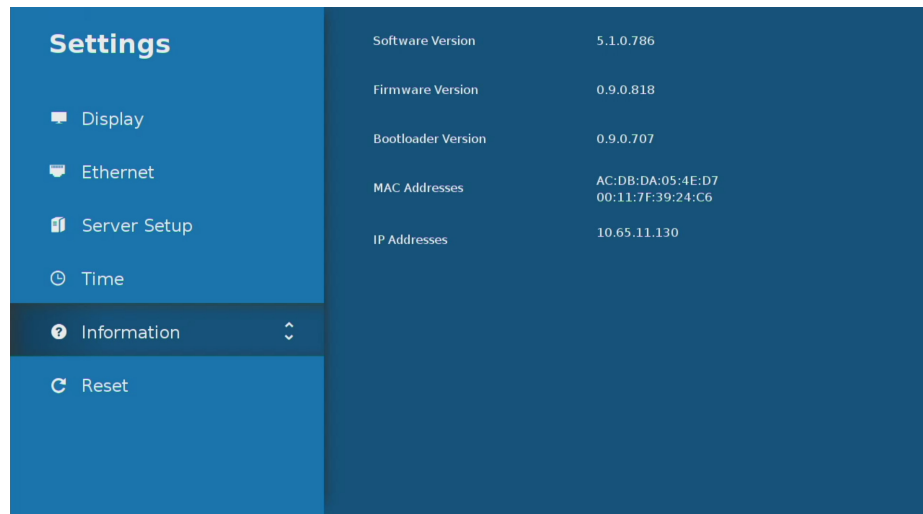 Settings
Display
Ethernet
Server Setup
Time
Information
Reset
Software Version 5.1.0.786
Firmware Version 0.9.0.818
Bootloader Version 0.9.0.707
MAC Addresses AC:DB:DA:05:4E:D7
00:11:7F:39:24:C6
IP Addresses 10.65.11.130